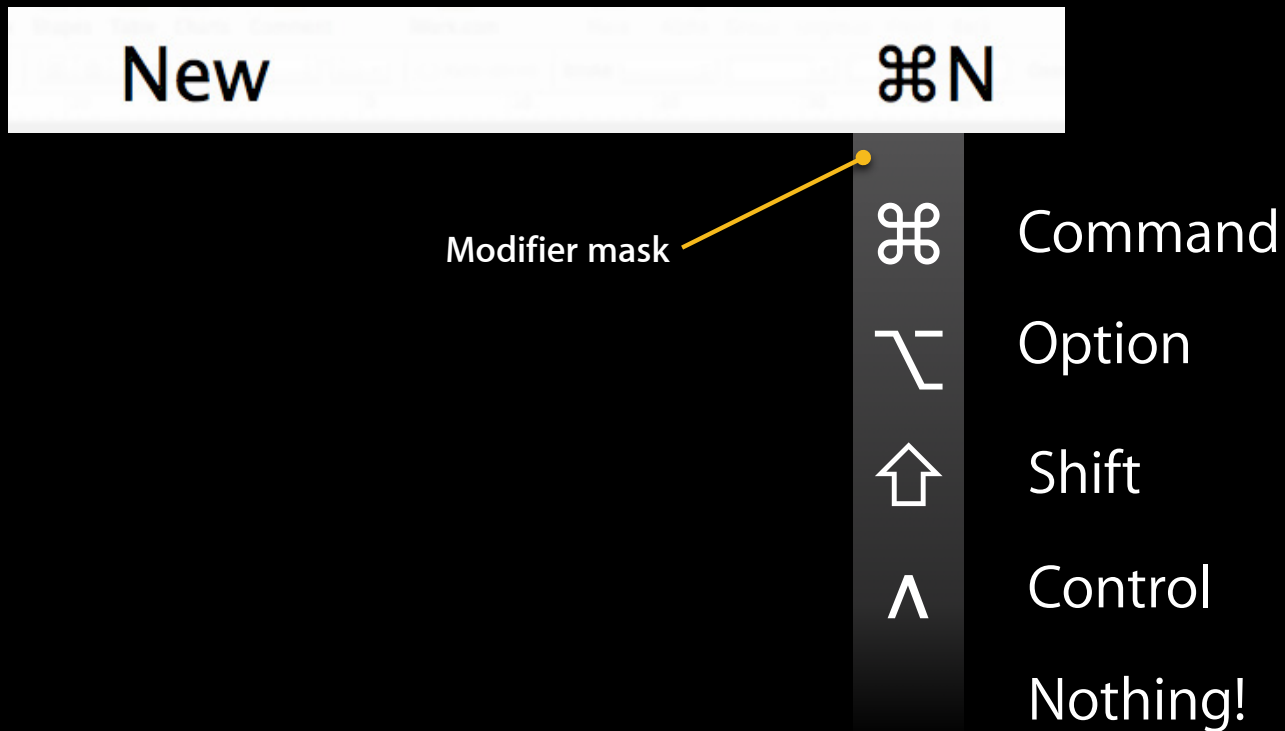 New ⌘N
Modifier mask
⌘ Command
⌥ Option
⇧ Shift
^ Control
Nothing!